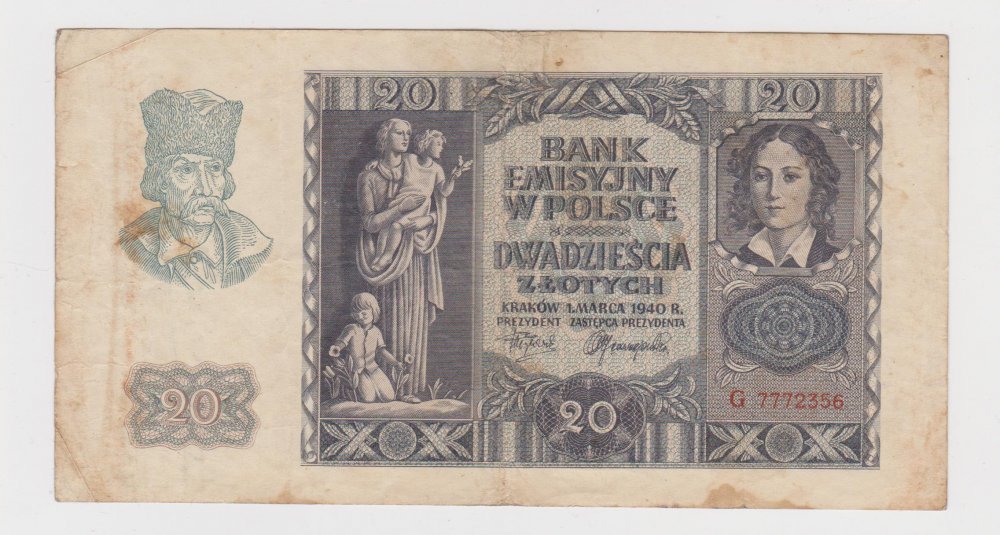 20
20
BANK
EMISYJNY
W POLSCE
DWADZIEŚCIA
ZŁOTYCH
KRAKÓW 1. MARCA 1940 R.
PREZYDENT ZASTĘPCA PREZYDENTA
G 7772356
20
20